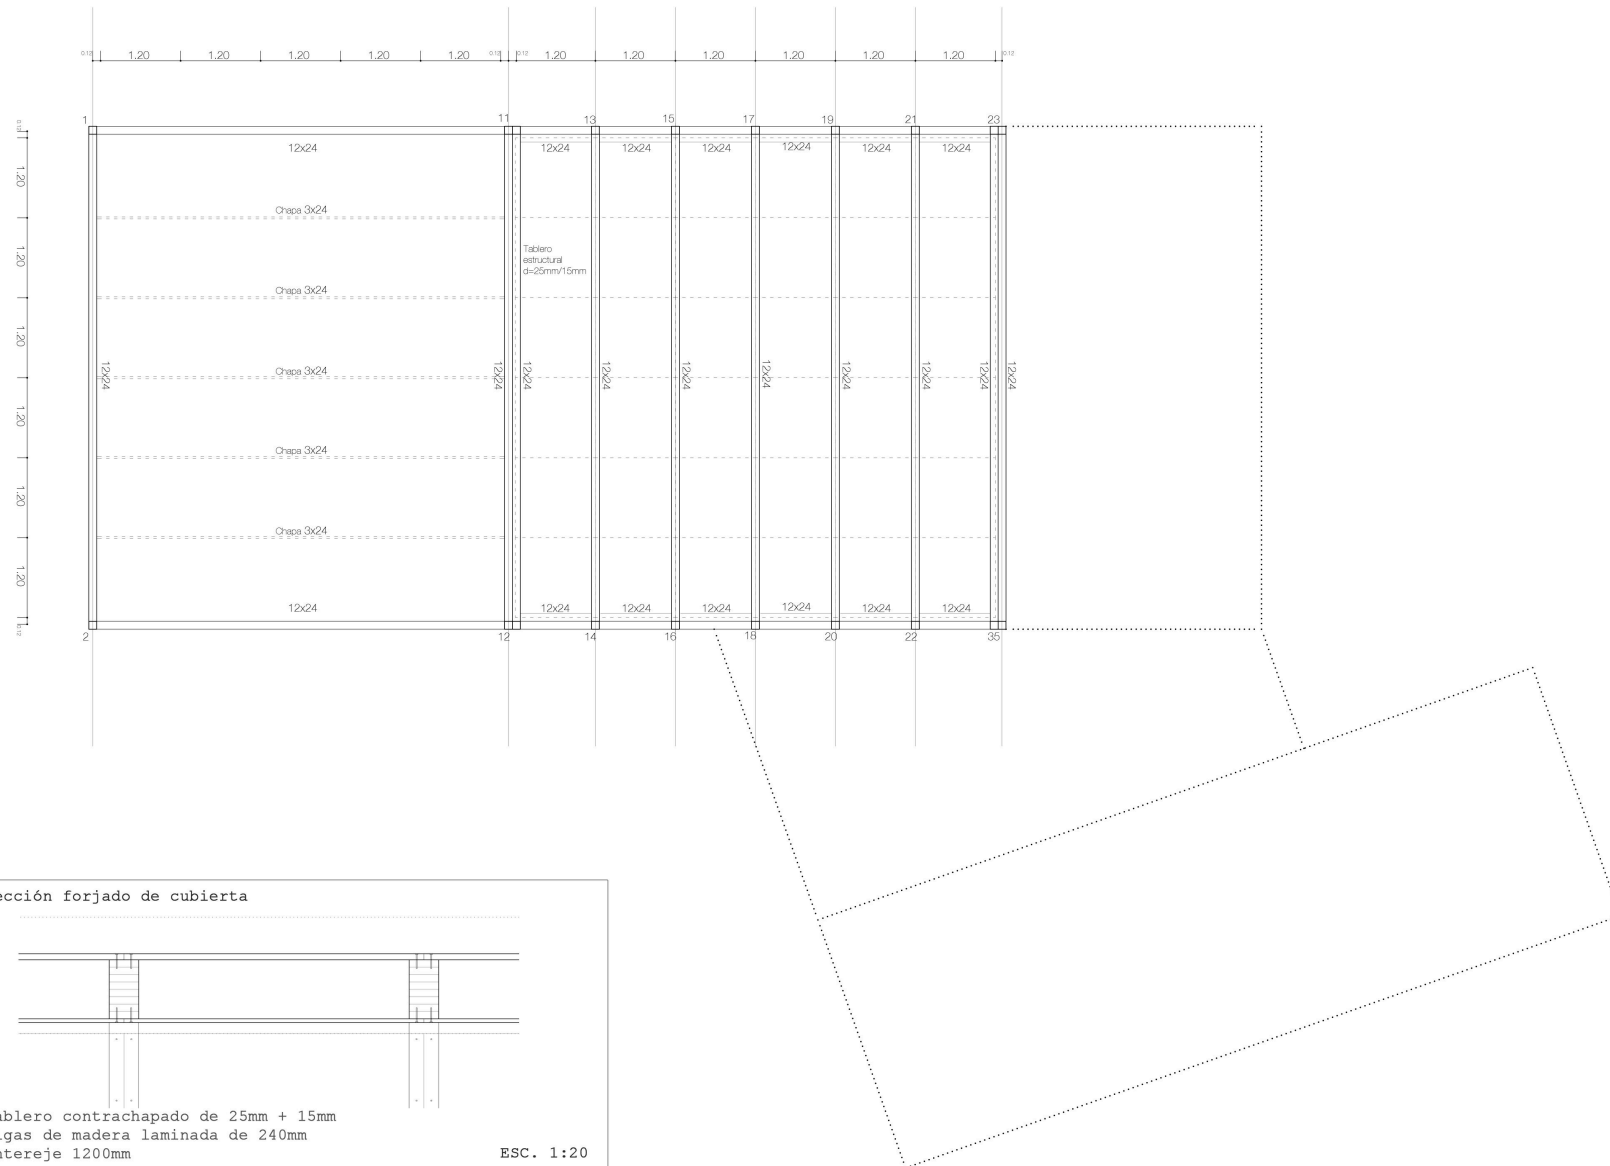 0.12 1.20 1.20 1.20 1.20 1.20 0.12 0.12 1.20 1.20 1.20 1.20 1.20 1.20 0.12
1 11 13 15 17 19 21 23
0.12
12x24 12x24 12x24 12x24 12x24 12x24 12x24
1.20
Chapa 3x24
1.20
Tablero
estructural
d=25mm/15mm
Chapa 3x24
1.20
Chapa 3x24
12x24 12x24 12x24 12x24 12x24 12x24 12x24 12x24 12x24 12x24
1.20
Chapa 3x24
1.20
Chapa 3x24
1.20
12x24 12x24 12x24 12x24 12x24 12x24 12x24
0.12
2 12 14 16 18 20 22 35
ección forjado de cubierta
ablero contrachapado de 25mm + 15mm
igas de madera laminada de 240mm
ntereje 1200mm
ESC. 1:20